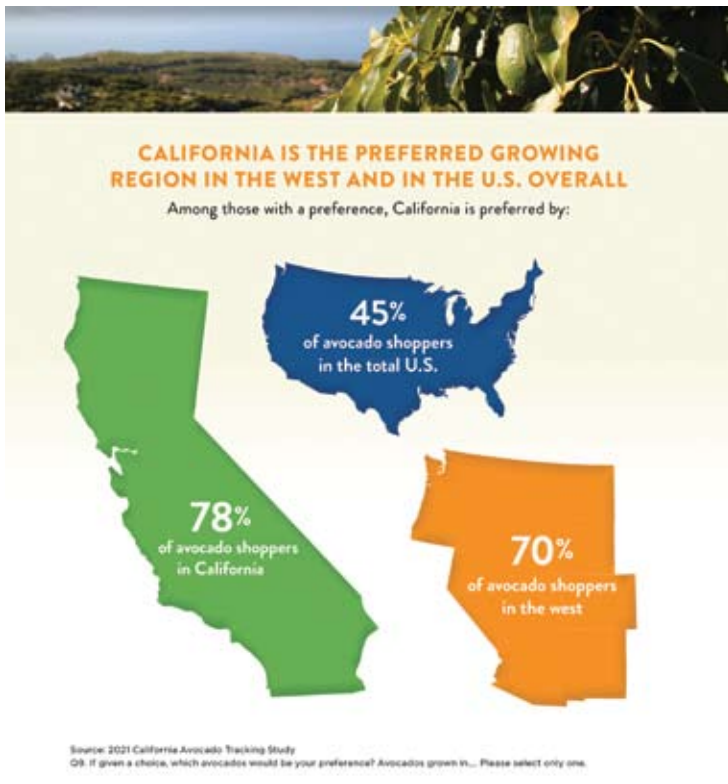 CALIFORNIA IS THE PREFERRED GROWING
REGION IN THE WEST AND IN THE U.S. OVERALL
Among those with a preference, California is preferred by:
45%
of avocado shoppers
in the total U.S.
78%
of avocado shoppers
in California
70%
of avocado shoppers
in the west
Source: 2021 California Avocado Tracking Study
Q9. If given a choice, which avocados would be your preference? Avocados grown in... Please select only one.